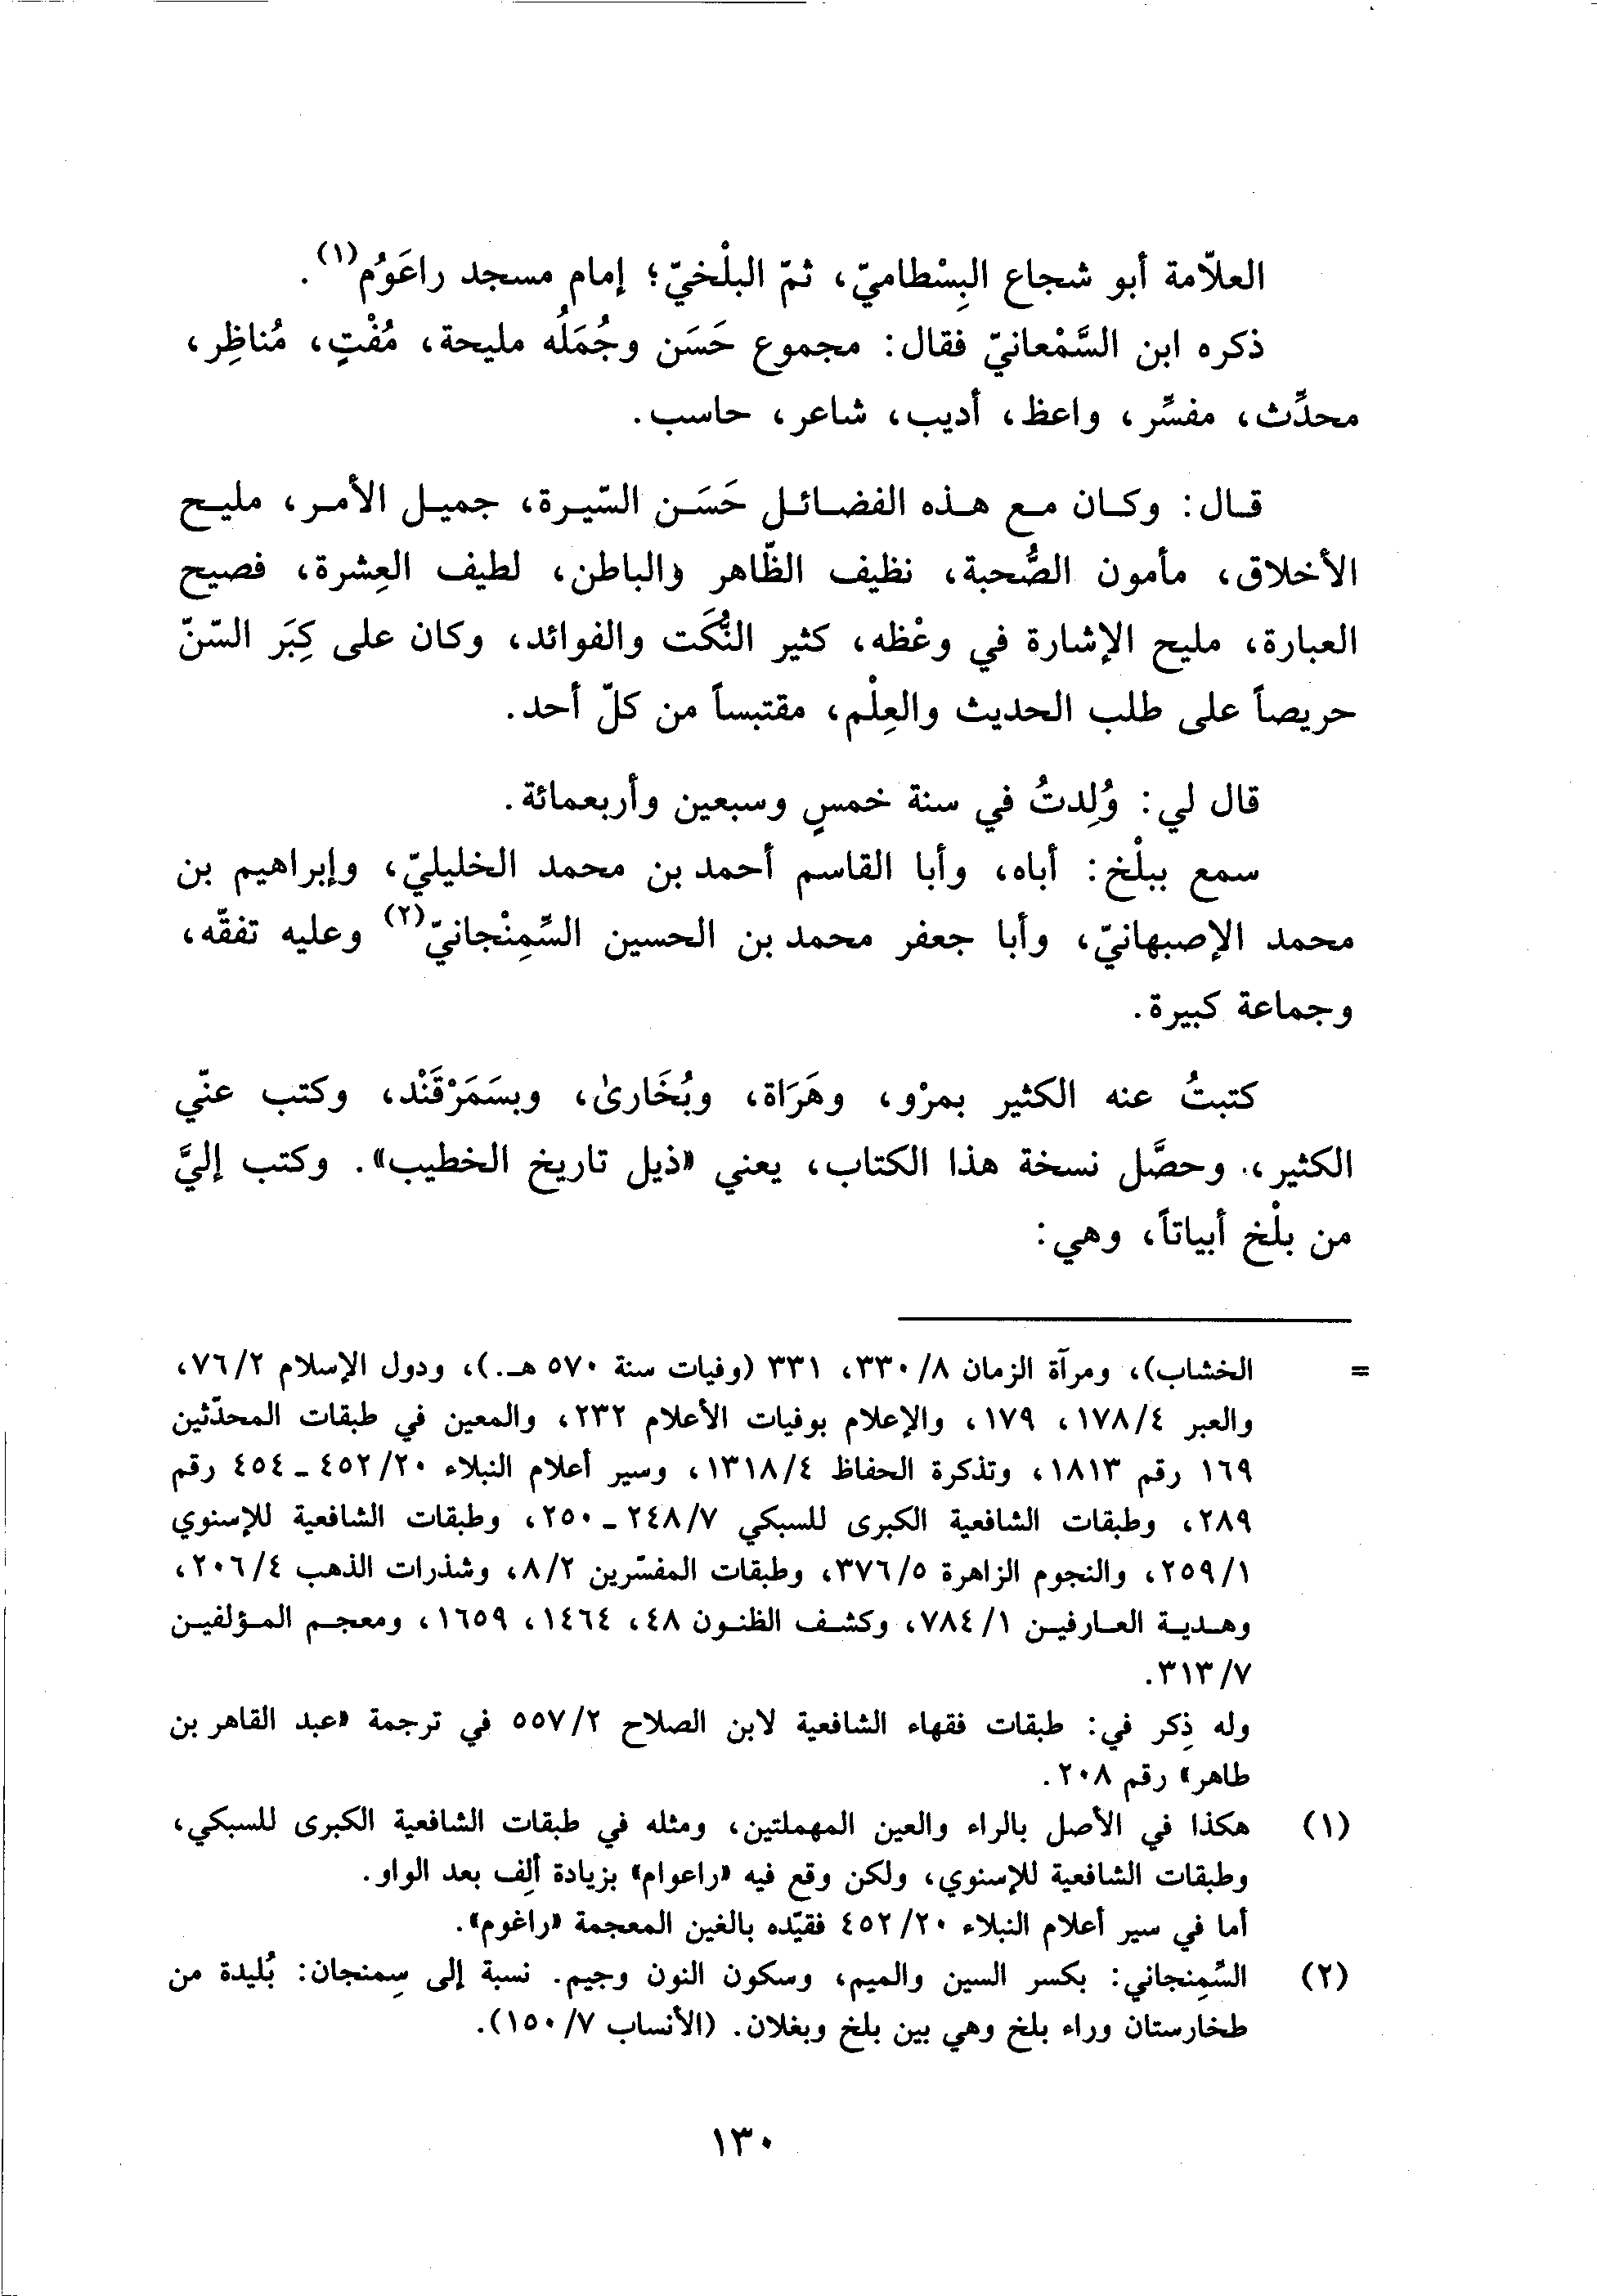 العلّامة أبو شجاع البِسْطاميّ، ثمّ البلْخيّ؛ إمام مسجد راعَوُم(١).
ذكره ابن السَّمْعانيّ فقال: مجموع حَسَن وجُمَلُه مليحة، مُفْتٍ، مُناظِر،
محدِّث، مفسِّر، واعظ، أديب، شاعر، حاسب.
قال: وكان مع هذه الفضائل حَسَن السّيرة، جميل الأمر، مليح
الأخلاق، مأمون الصُّحبة، نظيف الظّاهر والباطن، لطيف العِشرة، فصيح
العبارة، مليح الإشارة في وعْظه، كثير النُّكَت والفوائد، وكان على كِبَر السّنّ
حريصاً على طلب الحديث والعِلْم، مقتبساً من كلّ أحد.
قال لي: وُلِدتُ في سنة خمسٍ وسبعين وأربعمائة.
سمع ببلْخ: أباه، وأبا القاسم أحمد بن محمد الخليليّ، وإبراهيم بن
محمد الإصبهانيّ، وأبا جعفر محمد بن الحسين السِّمِنْجانيّ(٢) وعليه تفقّه،
وجماعة كبيرة.
كتبتُ عنه الكثير بمرْو، وهَرَاة، وبُخَارىٰ، وبسَمَرْقَنْد، وكتب عنّي
الكثير،. وحصَّل نسخة هذا الكتاب، يعني «ذيل تاريخ الخطيب». وكتب إليَّ
من بلْخ أبياتاً، وهي:
= الخشاب)، ومرآة الزمان ٨/ ٣٣٠، ٣٣١ (وفيات سنة ٥٧٠ هـ.)، ودول الإسلام ٢/ ٧٦،
والعبر ٤/ ١٧٨، ١٧٩، والإعلام بوفيات الأعلام ٢٣٢، والمعين في طبقات المحدّثين
١٦٩ رقم ١٨١٣، وتذكرة الحفاظ ٤/ ١٣١٨، وسير أعلام النبلاء ٢٠/ ٤٥٢ ـ ٤٥٤ رقم
٢٨٩، وطبقات الشافعية الكبرى للسبكي ٧/ ٢٤٨ ـ ٢٥٠، وطبقات الشافعية للإسنوي
١/ ٢٥٩، والنجوم الزاهرة ٥/ ٣٧٦، وطبقات المفسّرين ٢/ ٨، وشذرات الذهب ٤/ ٢٠٦،
وهدية العارفين ١/ ٧٨٤، وكشف الظنون ٤٨، ١٤٦٤، ١٦٥٩، ومعجم المؤلفين
٧/ ٣١٣.
وله ذِكر في: طبقات فقهاء الشافعية لابن الصلاح ٢/ ٥٥٧ في ترجمة «عبد القاهر بن
طاهر» رقم ٢٠٨.
(١) هكذا في الأصل بالراء والعين المهملتين، ومثله في طبقات الشافعية الكبرى للسبكي،
وطبقات الشافعية للإسنوي، ولكن وقع فيه «راعوام» بزيادة ألِف بعد الواو.
أما في سير أعلام النبلاء ٢٠/ ٤٥٢ فقيّده بالغين المعجمة «راغوم».
(٢) السِّمِنجاني: بكسر السين والميم، وسكون النون وجيم. نسبة إلى سِمنجان: بُليدة من
طخارستان وراء بلخ وهي بين بلخ وبغلان. (الأنساب ٧/ ١٥٠).
١٣٠